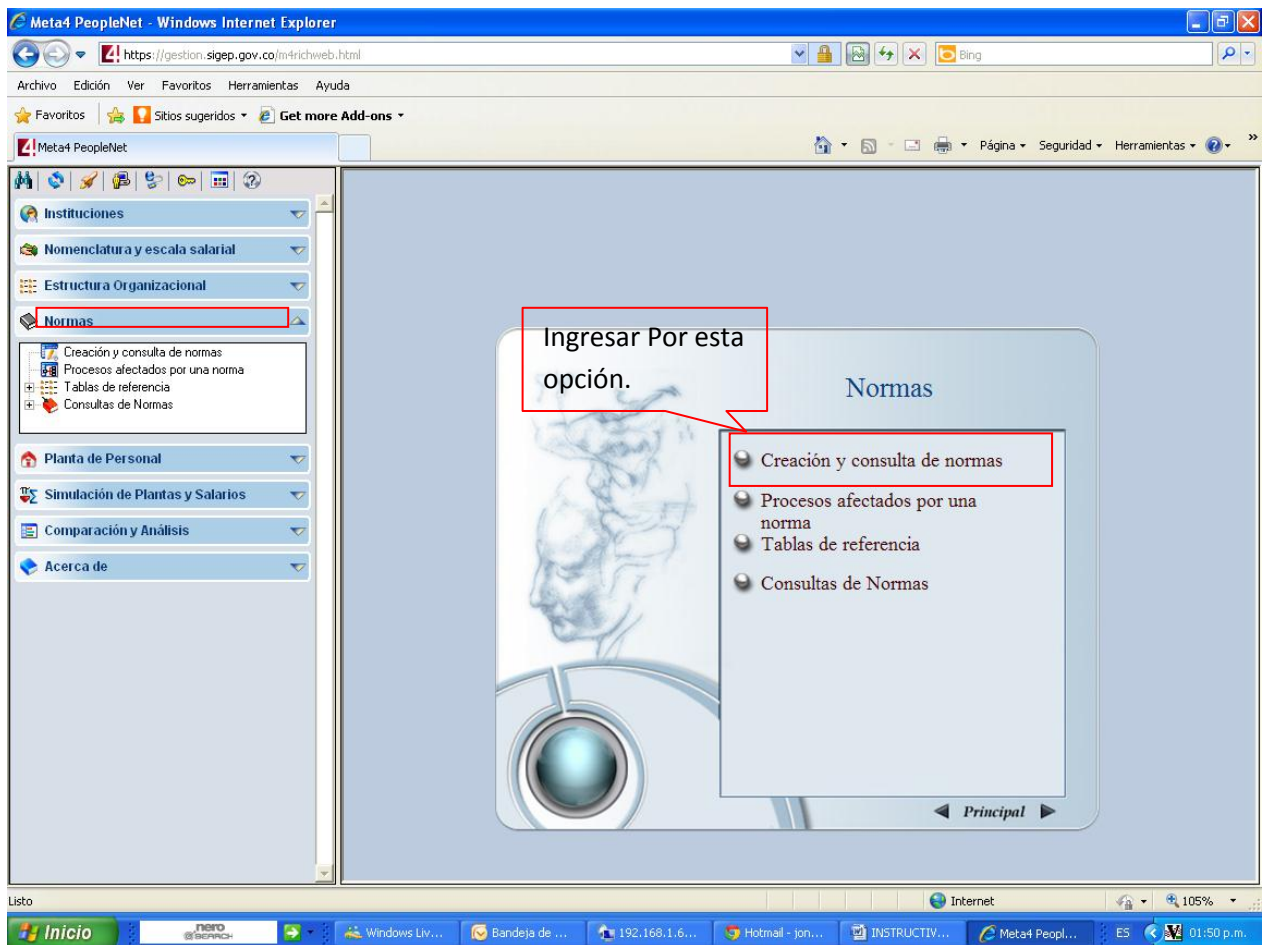 Meta4 PeopleNet - Windows Internet Explorer
https://gestion.sigep.gov.co/m4richweb.html
Bing
Archivo Edición Ver Favoritos Herramientas Ayuda
Favoritos Sitios sugeridos Get more Add-ons
Meta4 PeopleNet
Página Seguridad Herramientas
Instituciones
Nomenclatura y escala salarial
Estructura Organizacional
Normas
Creación y consulta de normas
Procesos afectados por una norma
Tablas de referencia
Consultas de Normas
Planta de Personal
Simulación de Plantas y Salarios
Comparación y Análisis
Acerca de
Ingresar Por esta
opción.
Normas
Creación y consulta de normas
Procesos afectados por una
norma
Tablas de referencia
Consultas de Normas
Principal
Listo
Internet
105%
Inicio
nero
SEARCH
Windows Liv...
Bandeja de ...
192.168.1.6...
Hotmail - jon...
INSTRUCTIV...
Meta4 Peopl...
ES
01:50 p.m.